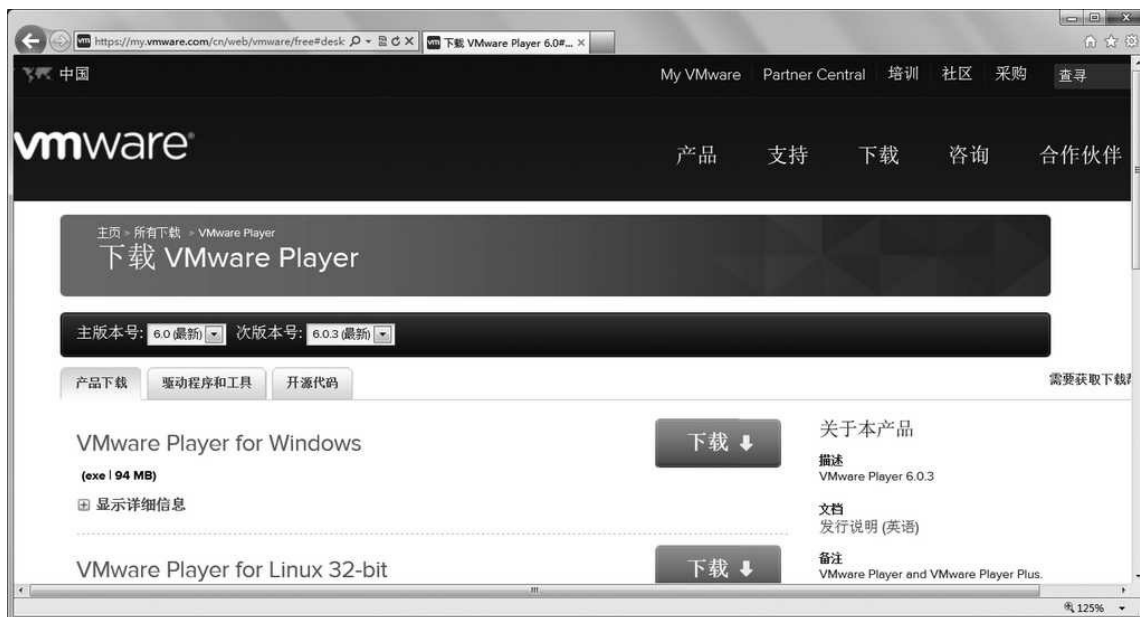 https://my.vmware.com/cn/web/vmware/free#desk
下载 VMware Player 6.0#...
中国
My VMware Partner Central 培训 社区 采购 查寻
vmware
产品 支持 下载 咨询 合作伙伴
主页 » 所有下载 » VMware Player
下载 VMware Player
主版本号: 6.0 (最新) 次版本号: 6.0.3 (最新)
产品下载 驱动程序和工具 开源代码 需要获取下载
VMware Player for Windows 下载
(exe | 94 MB)
显示详细信息
关于本产品
描述
VMware Player 6.0.3
文档
发行说明 (英语)
备注
VMware Player and VMware Player Plus.
VMware Player for Linux 32-bit 下载
125%